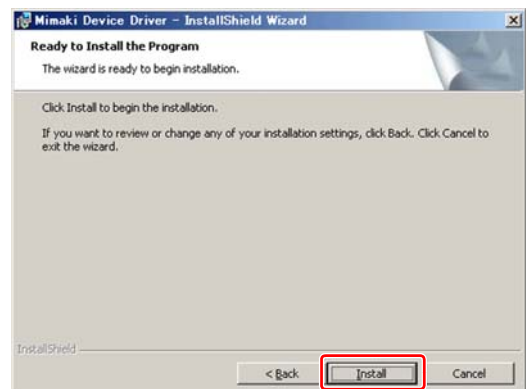 Mimaki Device Driver - InstallShield Wizard
Ready to Install the Program
The wizard is ready to begin installation.
Click Install to begin the installation.
If you want to review or change any of your installation settings, click Back. Click Cancel to
exit the wizard.
InstallShield
< Back Install Cancel